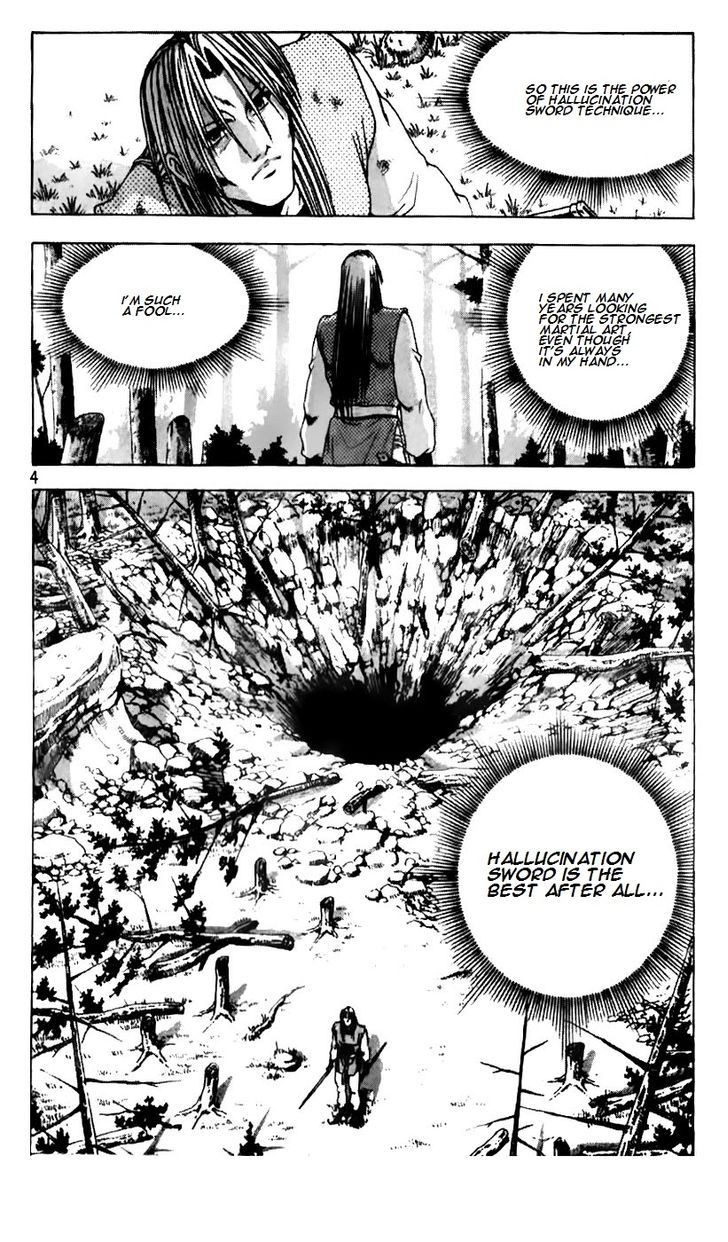 SO THIS IS THE POWER
OF HALLUCINATION
SWORD TECHNIQUE...
I'M SUCH
A FOOL...
I SPENT MANY
YEARS LOOKING
FOR THE STRONGEST
MARTIAL ART,
EVEN THOUGH
IT'S ALWAYS
IN MY HAND...
4
HALLUCINATION
SWORD IS THE
BEST AFTER ALL...